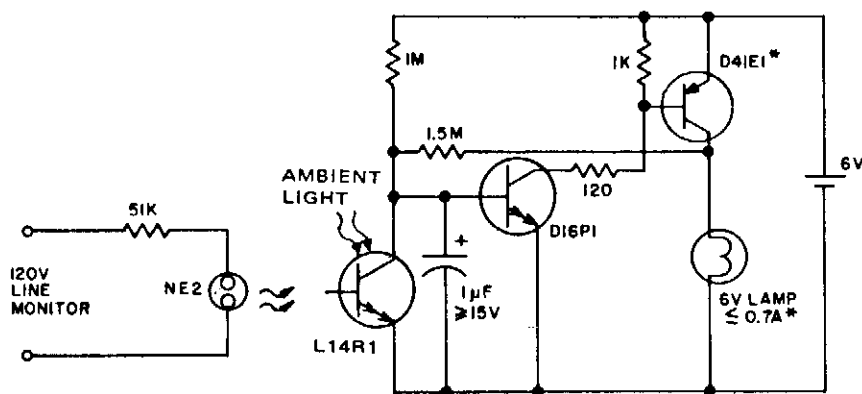 1M
1K
D41E1*
1.5M
6V
AMBIENT
LIGHT
120
51K
D16P1
120V
LINE
MONITOR
NE2
+
1µF
≥15V
6V LAMP
≤ 0.7A*
L14R1